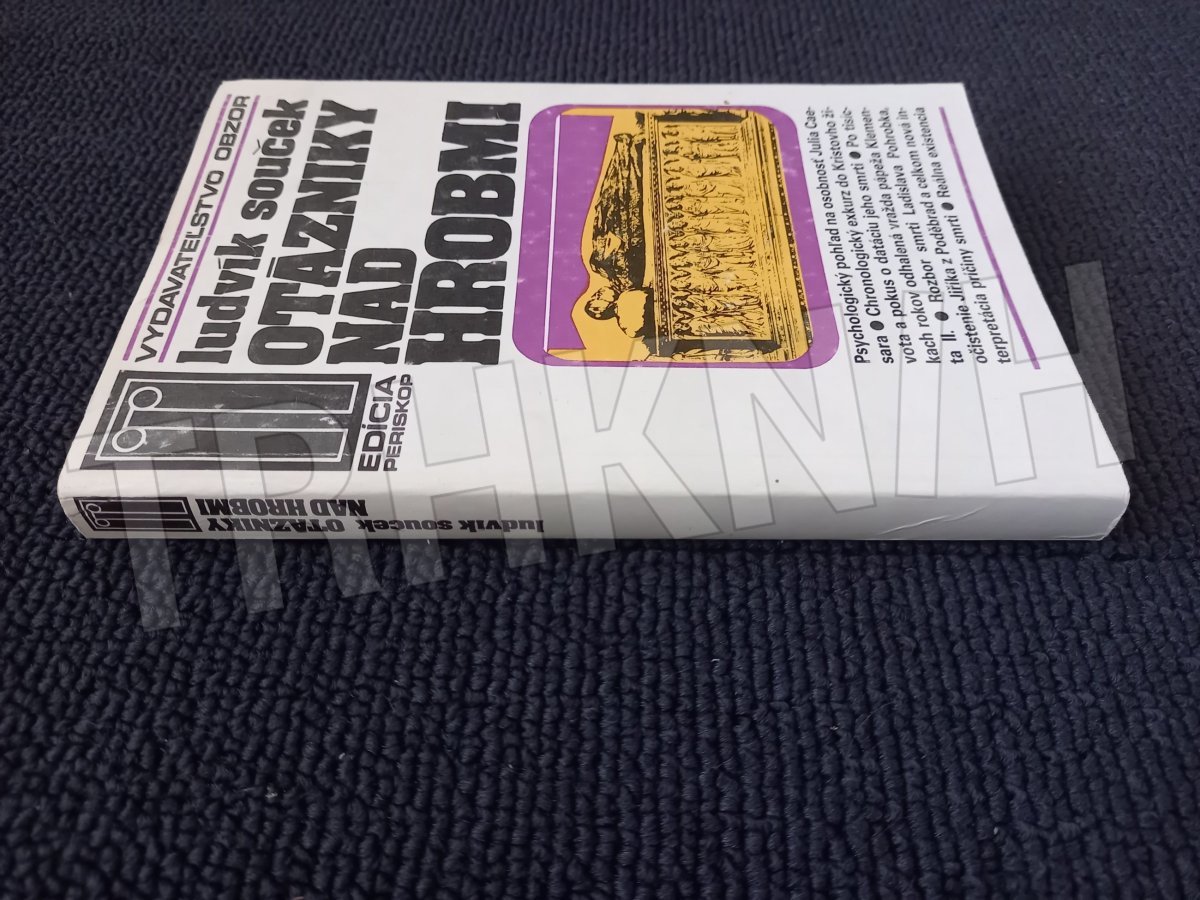 VYDAVATEĽSTVO OBZOR
ludvík souček
OTÁZNIKY
NAD
HROBMI
EDÍCIA
PERISKOP
Psychologický pohľad na osobnosť Julia Cae-
sara ● Chronologický exkurz do Kristovho ži-
vota a pokus o datáciu jeho smrti ● Po tisíc-
kach rokov odhalená vražda pápeža Klemen-
ta II. ● Rozbor smrti Ladislava Pohrobka,
očistenie Jiříka z Poděbrad a celkom nová in-
terpretácia príčiny smrti ● Reálna existencia
ludvík souček OTÁZNIKY
NAD HROBMI
TRHKNIH